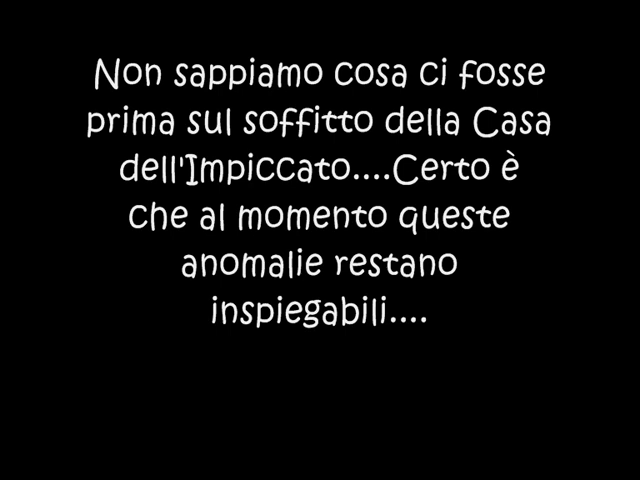 Non sappiamo cosa ci fosse
prima sul soffitto della Casa
dell'Impiccato....Certo è
che al momento queste
anomalie restano
inspiegabili....